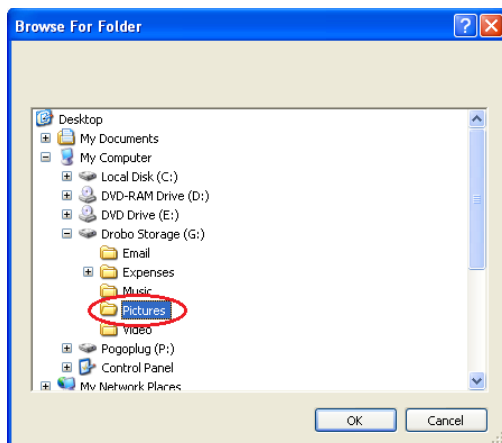 Browse For Folder
Desktop
My Documents
My Computer
Local Disk (C:)
DVD-RAM Drive (D:)
DVD Drive (E:)
Drobo Storage (G:)
Email
Expenses
Music
Pictures
Video
Pogoplug (P:)
Control Panel
My Network Places
OK Cancel